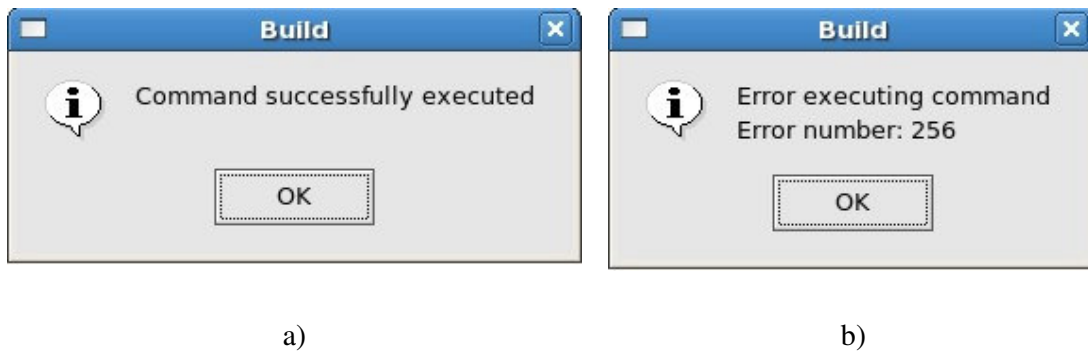 Build
Command successfully executed
OK
a)
Build
Error executing command
Error number: 256
OK
b)